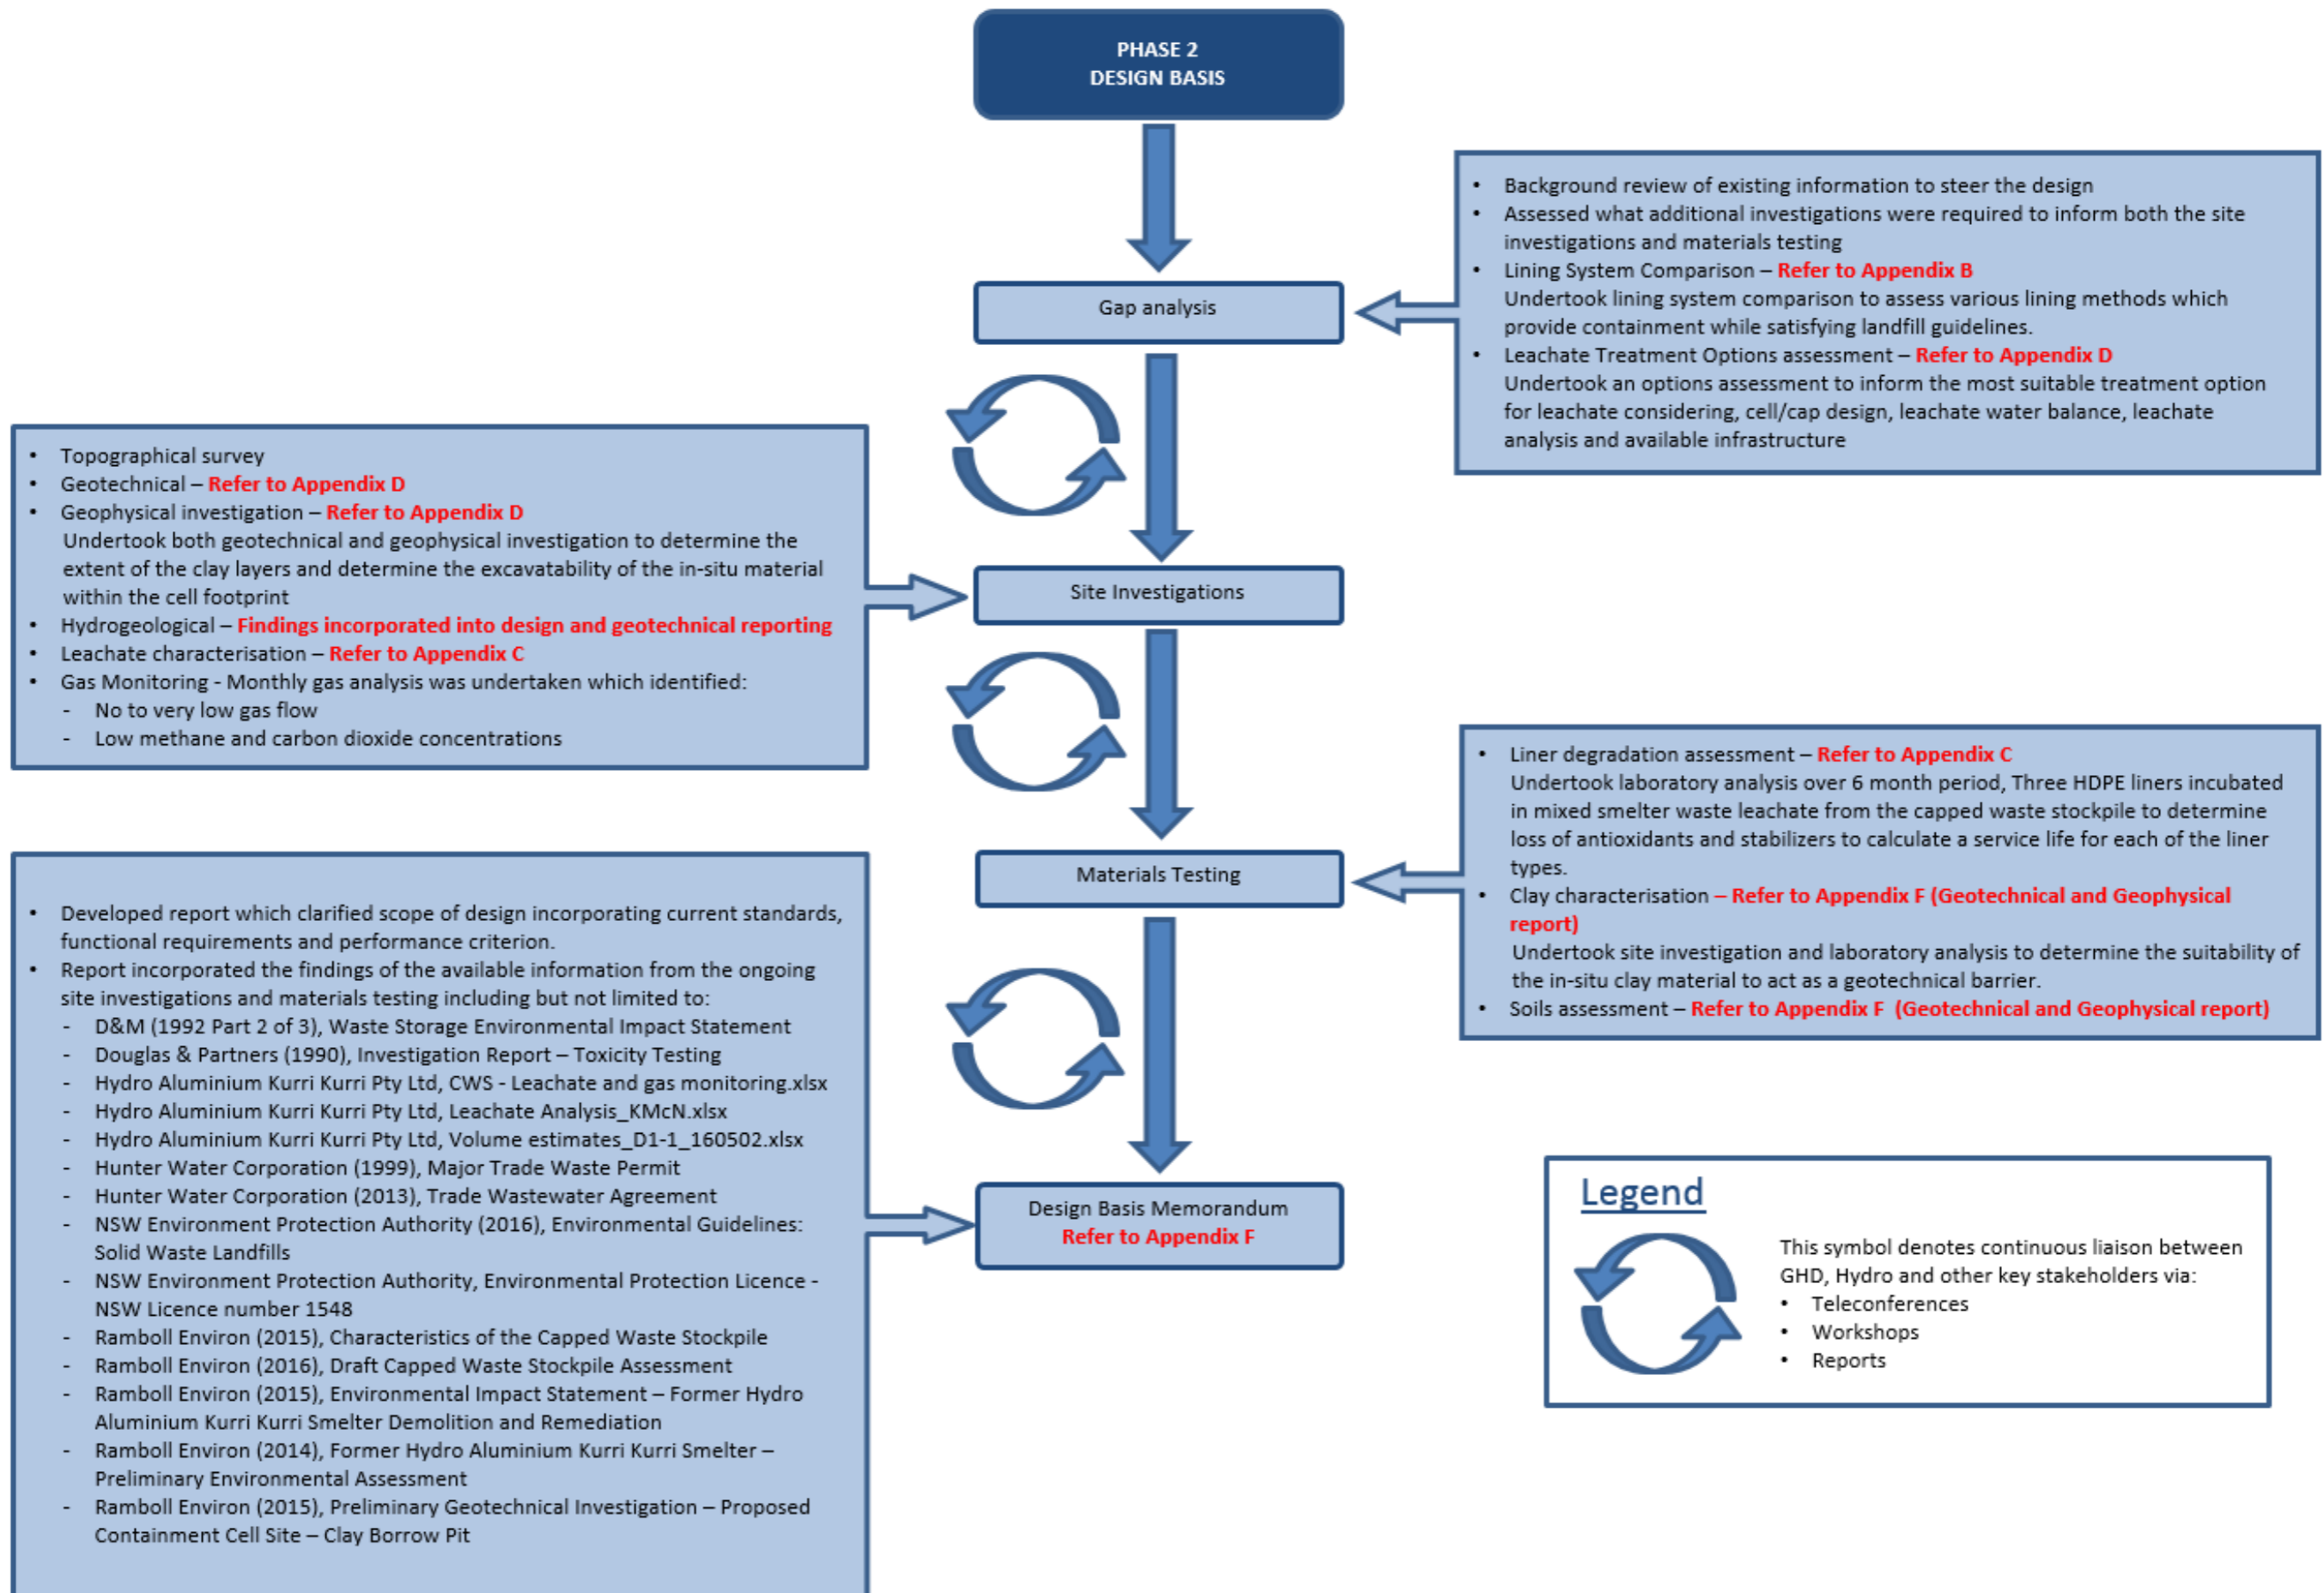 PHASE 2
DESIGN BASIS
• Background review of existing information to steer the design
• Assessed what additional investigations were required to inform both the site
investigations and materials testing
• Lining System Comparison – Refer to Appendix B
Undertook lining system comparison to assess various lining methods which
provide containment while satisfying landfill guidelines.
• Leachate Treatment Options assessment – Refer to Appendix D
Undertook an options assessment to inform the most suitable treatment option
for leachate considering, cell/cap design, leachate water balance, leachate
analysis and available infrastructure
Gap analysis
• Topographical survey
• Geotechnical – Refer to Appendix D
• Geophysical investigation – Refer to Appendix D
Undertook both geotechnical and geophysical investigation to determine the
extent of the clay layers and determine the excavatability of the in-situ material
within the cell footprint
• Hydrogeological – Findings incorporated into design and geotechnical reporting
• Leachate characterisation – Refer to Appendix C
• Gas Monitoring - Monthly gas analysis was undertaken which identified:
- No to very low gas flow
- Low methane and carbon dioxide concentrations
Site Investigations
• Liner degradation assessment – Refer to Appendix C
Undertook laboratory analysis over 6 month period, Three HDPE liners incubated
in mixed smelter waste leachate from the capped waste stockpile to determine
loss of antioxidants and stabilizers to calculate a service life for each of the liner
types.
• Clay characterisation – Refer to Appendix F (Geotechnical and Geophysical
report)
Undertook site investigation and laboratory analysis to determine the suitability of
the in-situ clay material to act as a geotechnical barrier.
• Soils assessment – Refer to Appendix F (Geotechnical and Geophysical report)
Materials Testing
• Developed report which clarified scope of design incorporating current standards,
functional requirements and performance criterion.
• Report incorporated the findings of the available information from the ongoing
site investigations and materials testing including but not limited to:
- D&M (1992 Part 2 of 3), Waste Storage Environmental Impact Statement
- Douglas & Partners (1990), Investigation Report – Toxicity Testing
- Hydro Aluminium Kurri Kurri Pty Ltd, CWS - Leachate and gas monitoring.xlsx
- Hydro Aluminium Kurri Kurri Pty Ltd, Leachate Analysis_KMcN.xlsx
- Hydro Aluminium Kurri Kurri Pty Ltd, Volume estimates_D1-1_160502.xlsx
- Hunter Water Corporation (1999), Major Trade Waste Permit
- Hunter Water Corporation (2013), Trade Wastewater Agreement
- NSW Environment Protection Authority (2016), Environmental Guidelines:
Solid Waste Landfills
- NSW Environment Protection Authority, Environmental Protection Licence -
NSW Licence number 1548
- Ramboll Environ (2015), Characteristics of the Capped Waste Stockpile
- Ramboll Environ (2016), Draft Capped Waste Stockpile Assessment
- Ramboll Environ (2015), Environmental Impact Statement – Former Hydro
Aluminium Kurri Kurri Smelter Demolition and Remediation
- Ramboll Environ (2014), Former Hydro Aluminium Kurri Kurri Smelter –
Preliminary Environmental Assessment
- Ramboll Environ (2015), Preliminary Geotechnical Investigation – Proposed
Containment Cell Site – Clay Borrow Pit
Design Basis Memorandum
Refer to Appendix F
Legend
This symbol denotes continuous liaison between
GHD, Hydro and other key stakeholders via:
• Teleconferences
• Workshops
• Reports